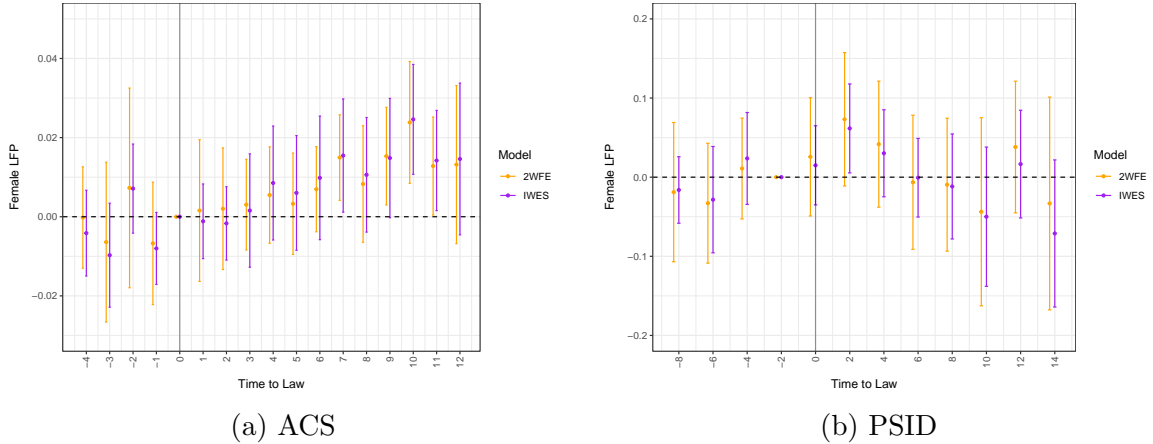 0.04
0.02
0.00
−0.02
Female LFP
−4 −3 −2 −1 0 1 2 3 4 5 6 7 8 9 10 11 12
Time to Law
Model
2WFE
IWES
(a) ACS
0.2
0.1
0.0
−0.1
−0.2
Female LFP
−8 −6 −4 −2 0 2 4 6 8 10 12 14
Time to Law
Model
2WFE
IWES
(b) PSID